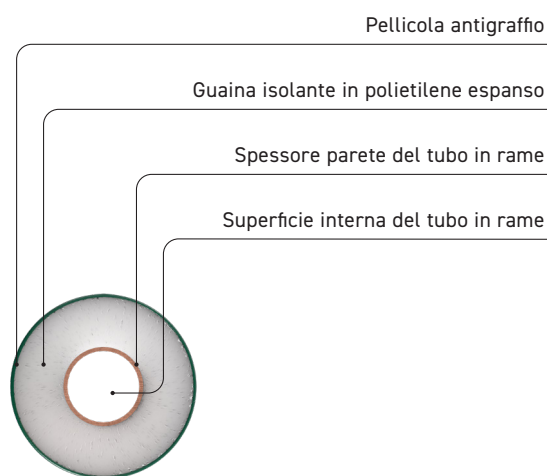 Pellicola antigraffio
Guaina isolante in polietilene espanso
Spessore parete del tubo in rame
Superficie interna del tubo in rame